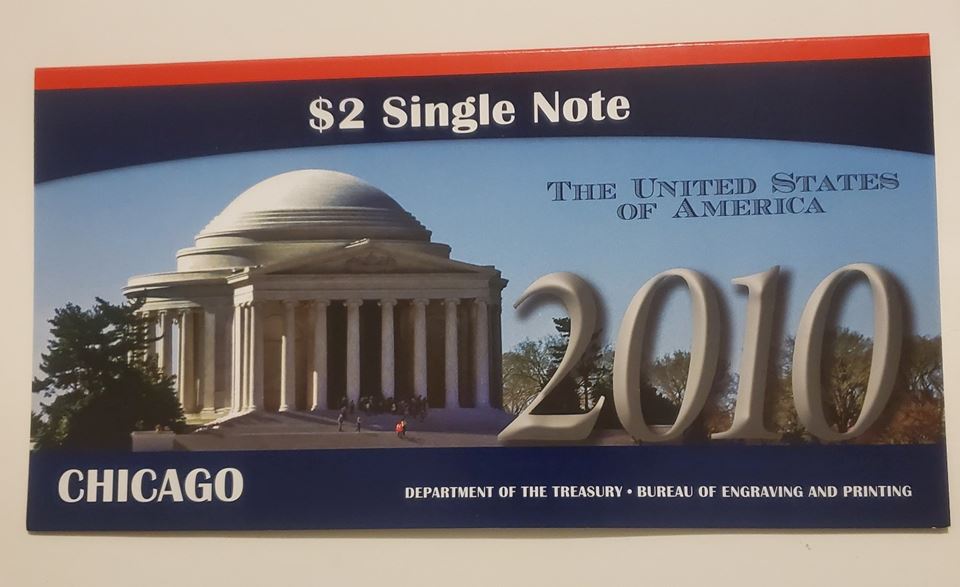 $2 Single Note
THE UNITED STATES
OF AMERICA
2010
CHICAGO
DEPARTMENT OF THE TREASURY • BUREAU OF ENGRAVING AND PRINTING